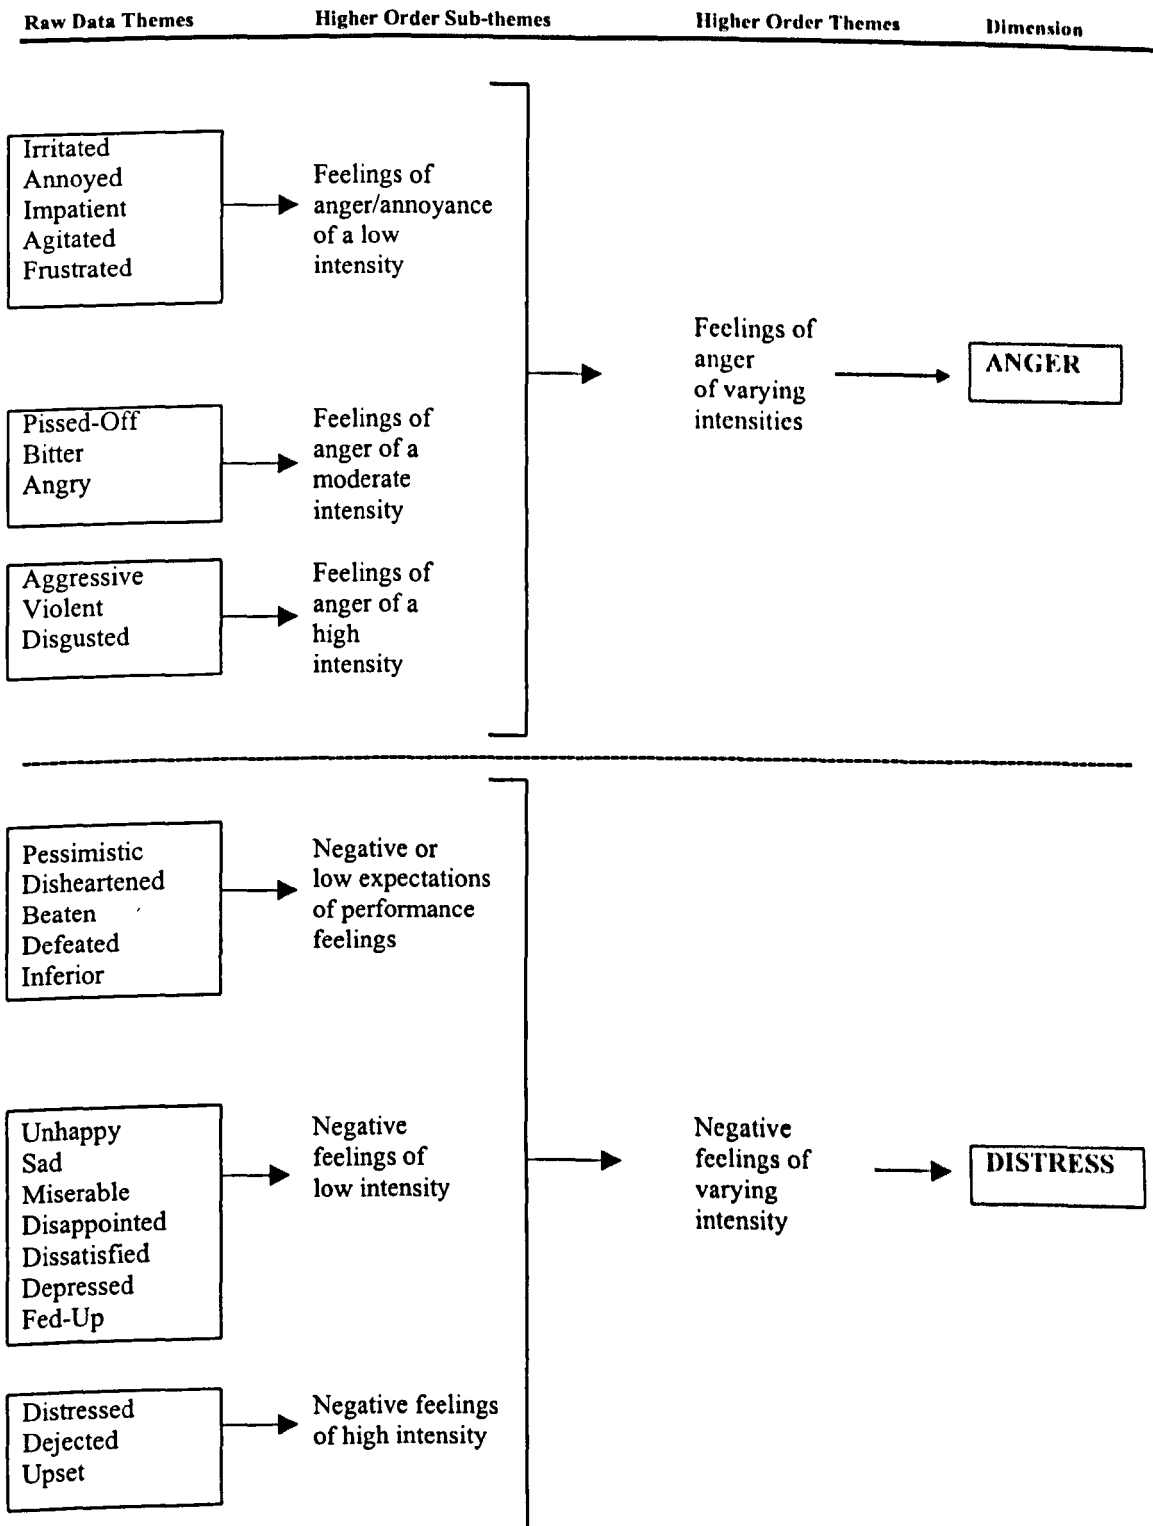 Raw Data Themes Higher Order Sub-themes Higher Order Themes Dimension
Irritated
Annoyed
Impatient
Agitated
Frustrated
Feelings of
anger/annoyance
of a low
intensity
Pissed-Off
Bitter
Angry
Feelings of
anger of a
moderate
intensity
Aggressive
Violent
Disgusted
Feelings of
anger of a
high
intensity
Feelings of
anger
of varying
intensities
ANGER
Pessimistic
Disheartened
Beaten
Defeated
Inferior
Negative or
low expectations
of performance
feelings
Unhappy
Sad
Miserable
Disappointed
Dissatisfied
Depressed
Fed-Up
Negative
feelings of
low intensity
Distressed
Dejected
Upset
Negative feelings
of high intensity
Negative
feelings of
varying
intensity
DISTRESS